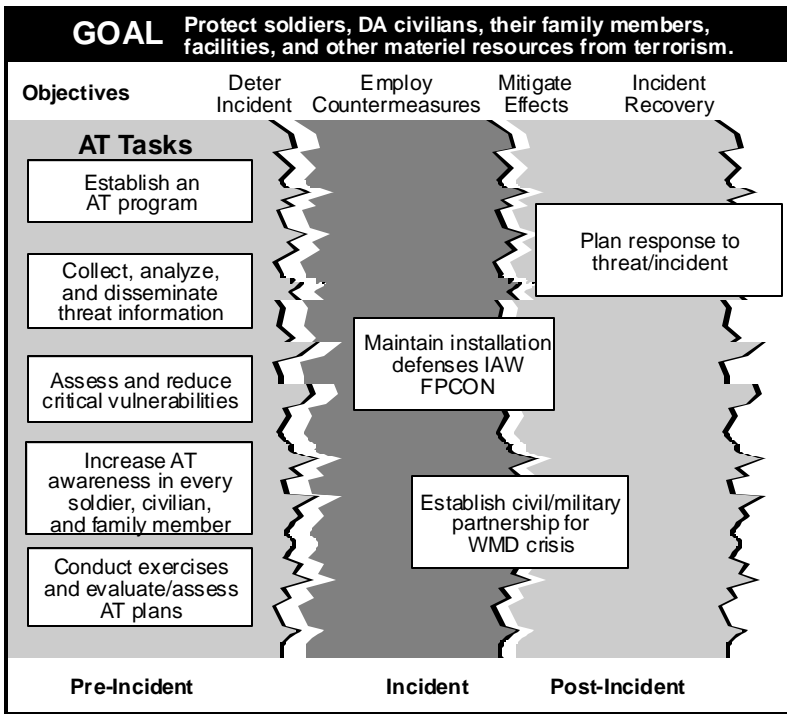 GOAL Protect soldiers, DA civilians, their family members,
facilities, and other materiel resources from terrorism.
Objectives
Deter
Incident
Employ
Countermeasures
Mitigate
Effects
Incident
Recovery
AT Tasks
Establish an
AT program
Collect, analyze,
and disseminate
threat information
Assess and reduce
critical vulnerabilities
Increase AT
awareness in every
soldier, civilian,
and family member
Conduct exercises
and evaluate/assess
AT plans
Maintain installation
defenses IAW
FPCON
Establish civil/military
partnership for
WMD crisis
Plan response to
threat/incident
Pre-Incident
Incident
Post-Incident